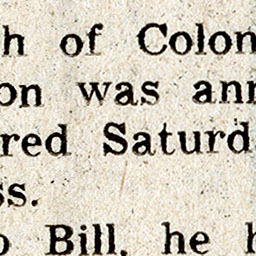 h of Colon
on was ann
red Saturd
ss.
o Bill, he h